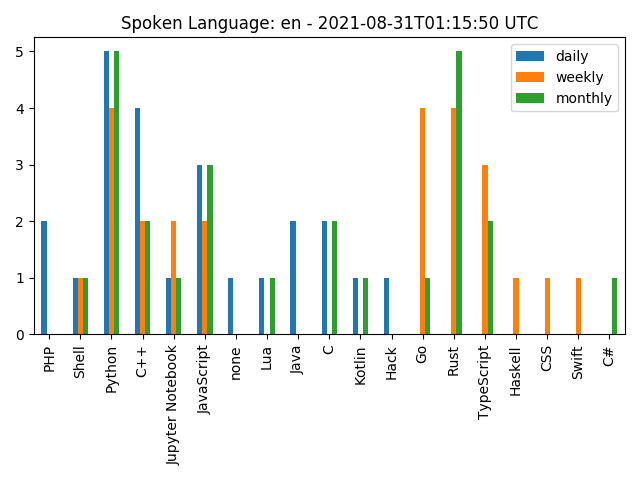 Spoken Language: en - 2021-08-31T01:15:50 UTC
daily
weekly
monthly
5
4
3
2
1
0
PHP
Shell
Python
C++
Jupyter Notebook
JavaScript
none
Lua
Java
C
Kotlin
Hack
Go
Rust
TypeScript
Haskell
CSS
Swift
C#